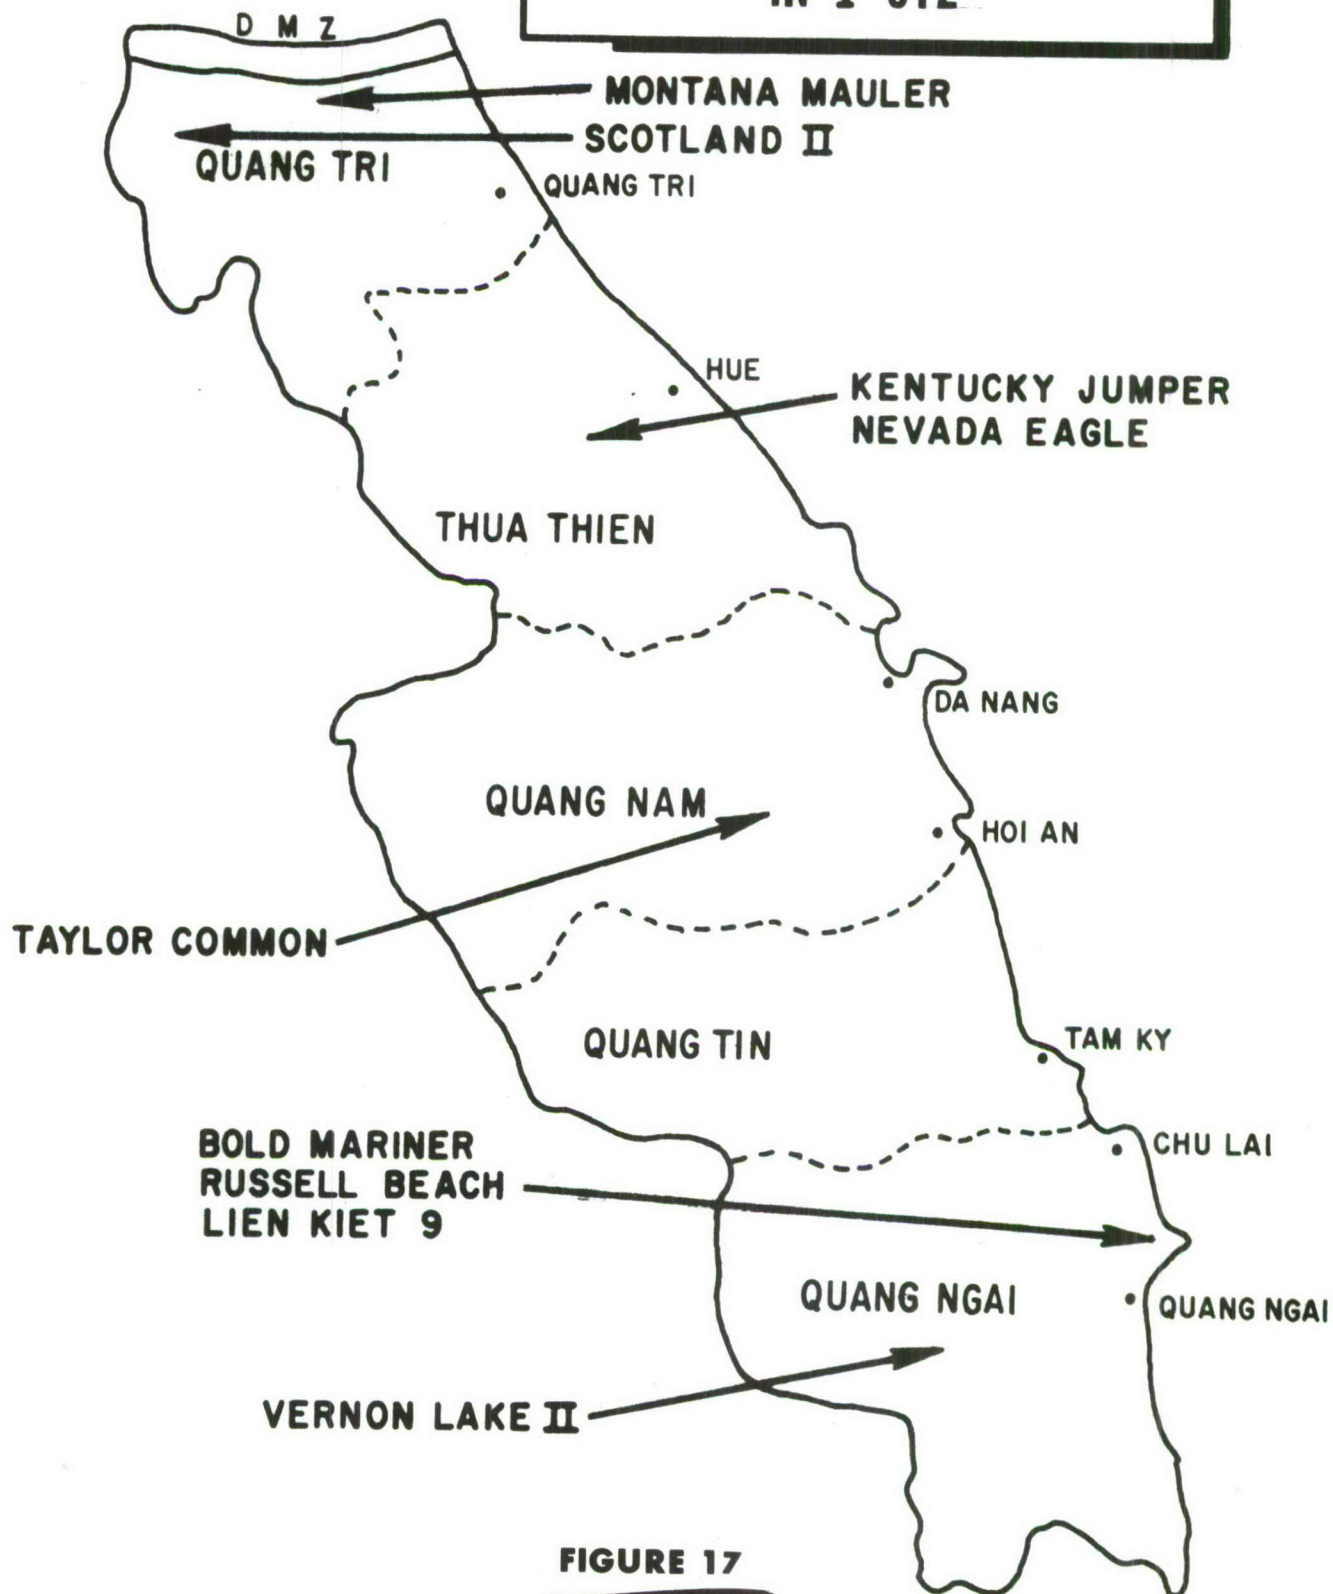 IN I CTZ
D M Z
MONTANA MAULER
SCOTLAND II
QUANG TRI
QUANG TRI
HUE
KENTUCKY JUMPER
NEVADA EAGLE
THUA THIEN
DA NANG
QUANG NAM
HOI AN
TAYLOR COMMON
QUANG TIN
TAM KY
BOLD MARINER
RUSSELL BEACH
LIEN KIET 9
CHU LAI
QUANG NGAI
QUANG NGAI
VERNON LAKE II
FIGURE 17